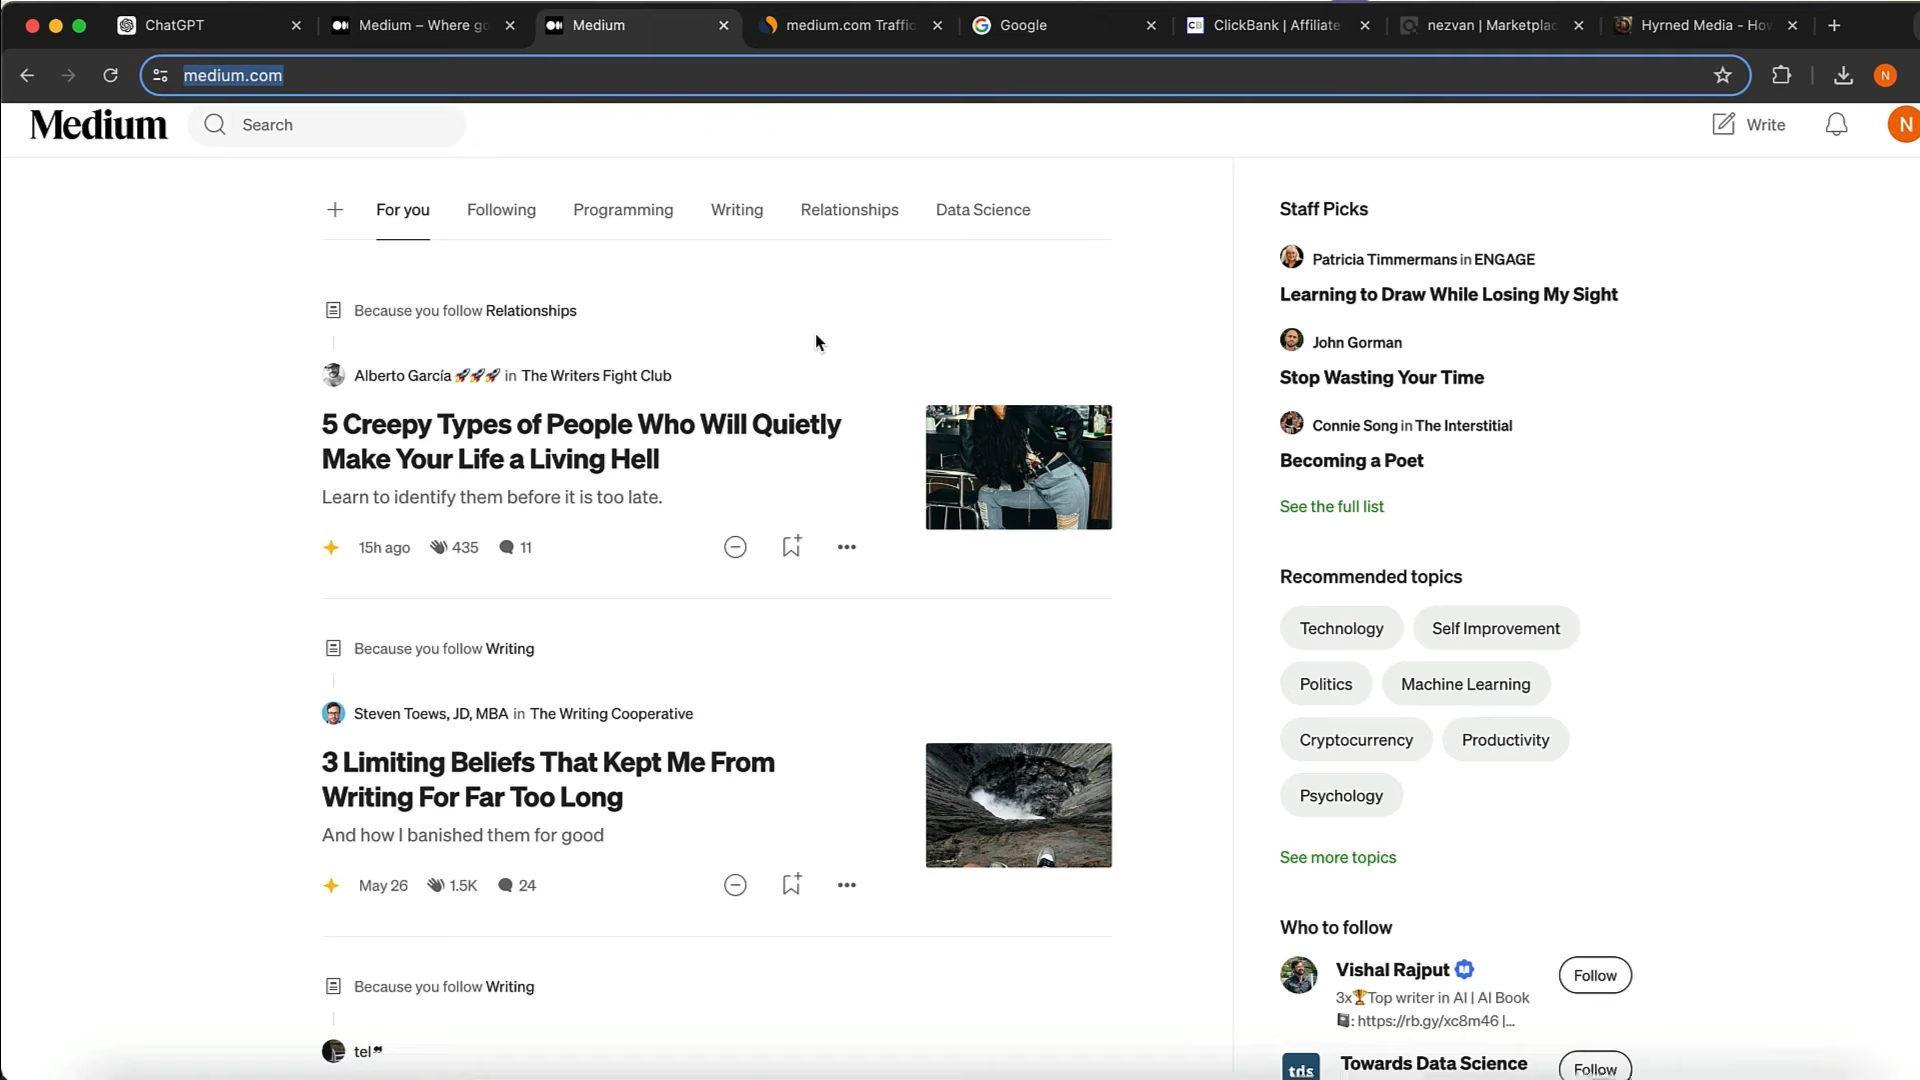 ChatGPT
Medium – Where go
Medium
medium.com Traffic
Google
CB
ClickBank | Affiliate
nezvan | Marketplac
Hyrned Media - How
medium.com
N
Medium
Search
Write
N
For you
Following
Programming
Writing
Relationships
Data Science
Because you follow Relationships
Alberto García 🚀🚀🚀 in The Writers Fight Club
5 Creepy Types of People Who Will Quietly
Make Your Life a Living Hell
Learn to identify them before it is too late.
15h ago
435
11
Because you follow Writing
Steven Toews, JD, MBA in The Writing Cooperative
3 Limiting Beliefs That Kept Me From
Writing For Far Too Long
And how I banished them for good
May 26
1.5K
24
Because you follow Writing
tel
Staff Picks
Patricia Timmermans in ENGAGE
Learning to Draw While Losing My Sight
John Gorman
Stop Wasting Your Time
Connie Song in The Interstitial
Becoming a Poet
See the full list
Recommended topics
Technology
Self Improvement
Politics
Machine Learning
Cryptocurrency
Productivity
Psychology
See more topics
Who to follow
Vishal Rajput
Follow
3x🏆Top writer in AI | AI Book
📓: https://rb.gy/xc8m46 |...
tds
Towards Data Science
Follow